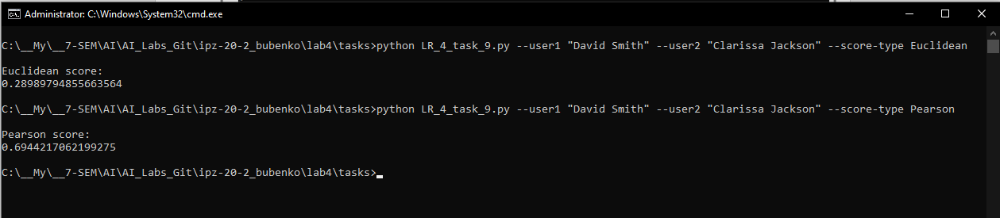 Administrator: C:\Windows\System32\cmd.exe
C:\__My\__7-SEM\AI\AI_Labs_Git\ipz-20-2_bubenko\lab4\tasks>python LR_4_task_9.py --user1 "David Smith" --user2 "Clarissa Jackson" --score-type Euclidean
Euclidean score:
0.28989794855663564
C:\__My\__7-SEM\AI\AI_Labs_Git\ipz-20-2_bubenko\lab4\tasks>python LR_4_task_9.py --user1 "David Smith" --user2 "Clarissa Jackson" --score-type Pearson
Pearson score:
0.6944217062199275
C:\__My\__7-SEM\AI\AI_Labs_Git\ipz-20-2_bubenko\lab4\tasks>